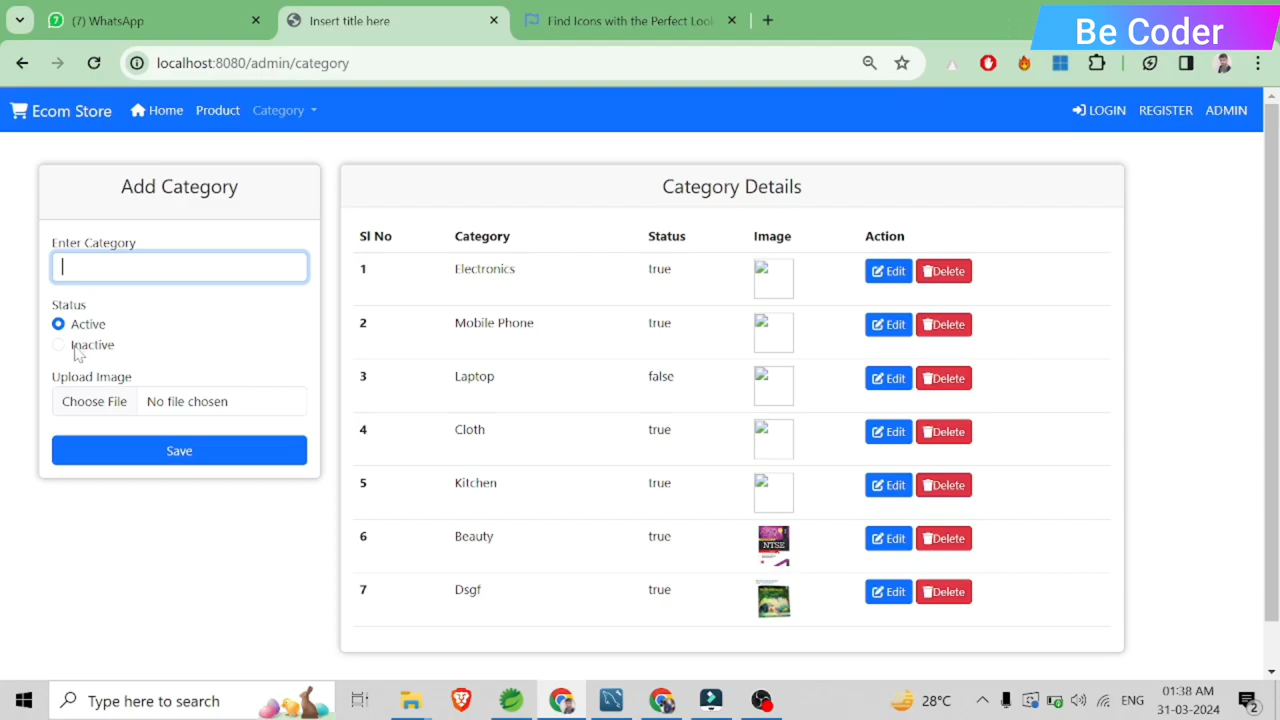 (7) WhatsApp
Insert title here
Find Icons with the Perfect Look
Be Coder
localhost:8080/admin/category
Ecom Store Home Product Category LOGIN REGISTER ADMIN
Add Category
Enter Category
Status
Active
Inactive
Upload Image
Choose File No file chosen
Save
Category Details
Sl No Category Status Image Action
1 Electronics true Edit Delete
2 Mobile Phone true Edit Delete
3 Laptop false Edit Delete
4 Cloth true Edit Delete
5 Kitchen true Edit Delete
6 Beauty true NTSE Edit Delete
7 Dsgf true Edit Delete
Type here to search
28°C ENG 01:38 AM
31-03-2024
2